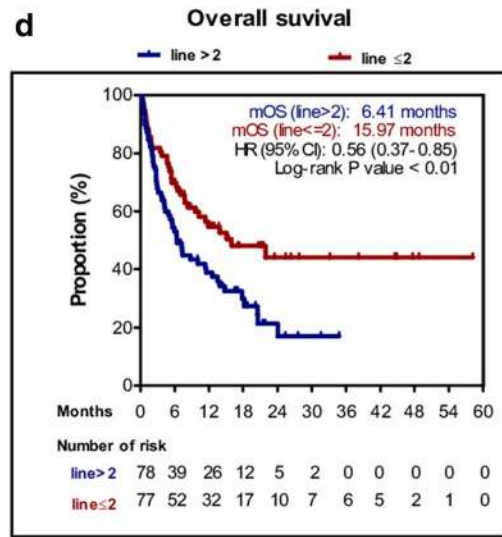 d
Overall suvival
line > 2 line ≤2
mOS (line>2): 6.41 months
mOS (line<=2): 15.97 months
HR (95% CI): 0.56 (0.37- 0.85)
Log-rank P value < 0.01
Proportion (%)
100
80
60
40
20
0
Months 0 6 12 18 24 30 36 42 48 54 60
Number of risk
line> 2 78 39 26 12 5 2 0 0 0 0 0
line≤2 77 52 32 17 10 7 6 5 2 1 0